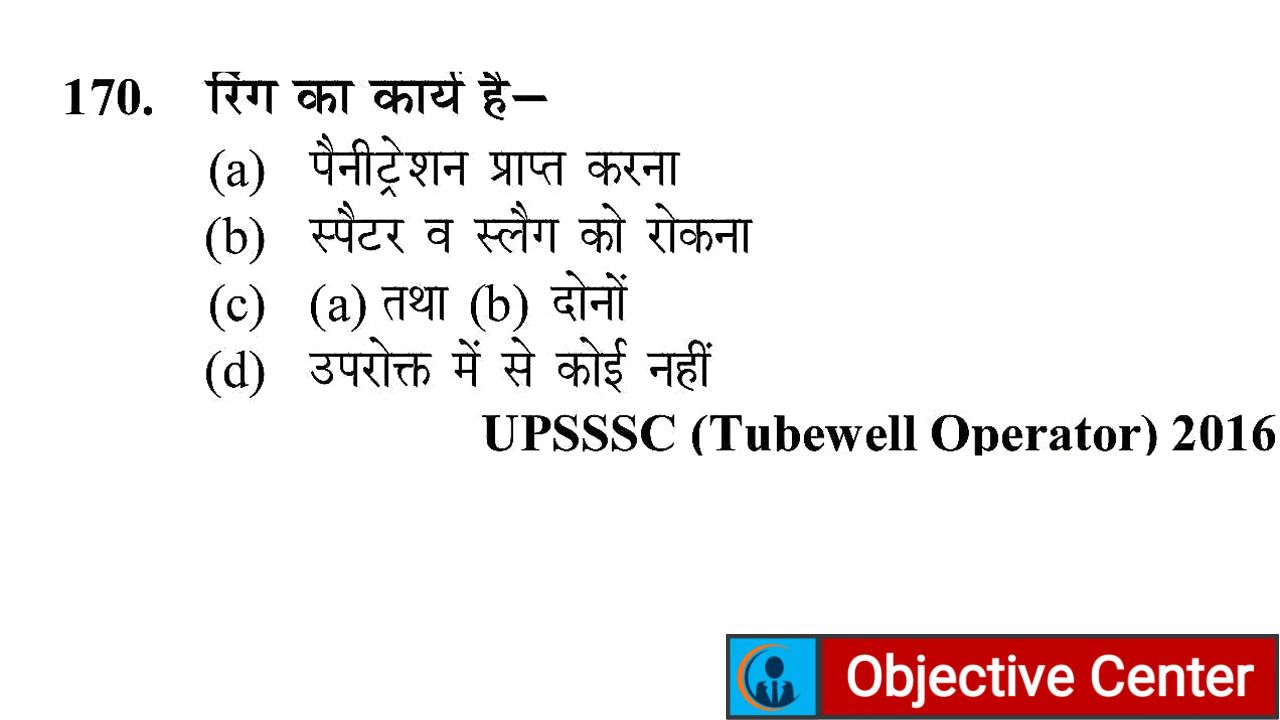 170. रिंग का कार्य है–
(a) पैनीट्रेशन प्राप्त करना
(b) स्पैटर व स्लैग को रोकना
(c) (a) तथा (b) दोनों
(d) उपरोक्त में से कोई नहीं
UPSSSC (Tubewell Operator) 2016
Objective Center